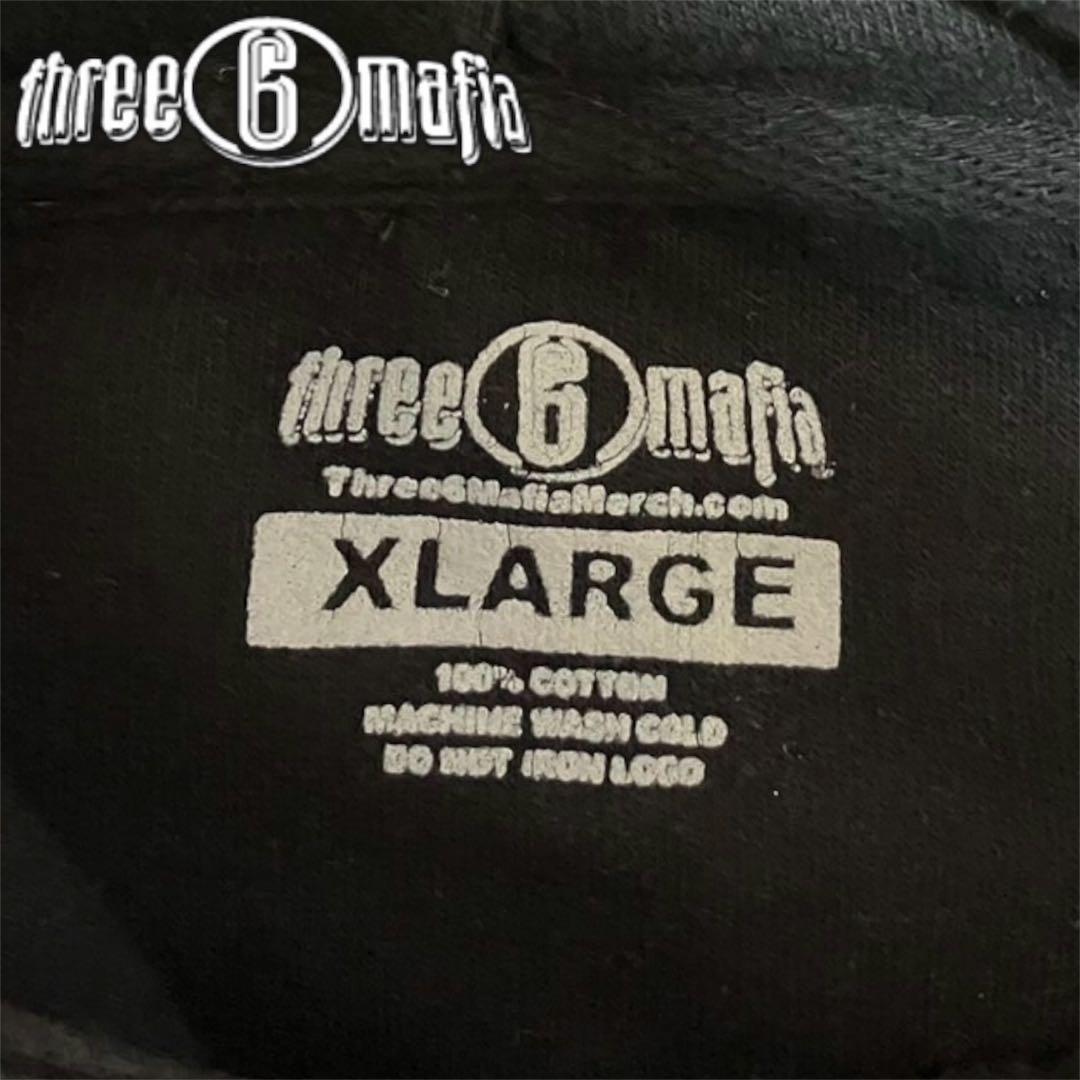 three 6 mafia
three 6 mafia
Three6MafiaMerch.com
XLARGE
100% COTTON
MACHINE WASH COLD
DO NOT IRON LOGO